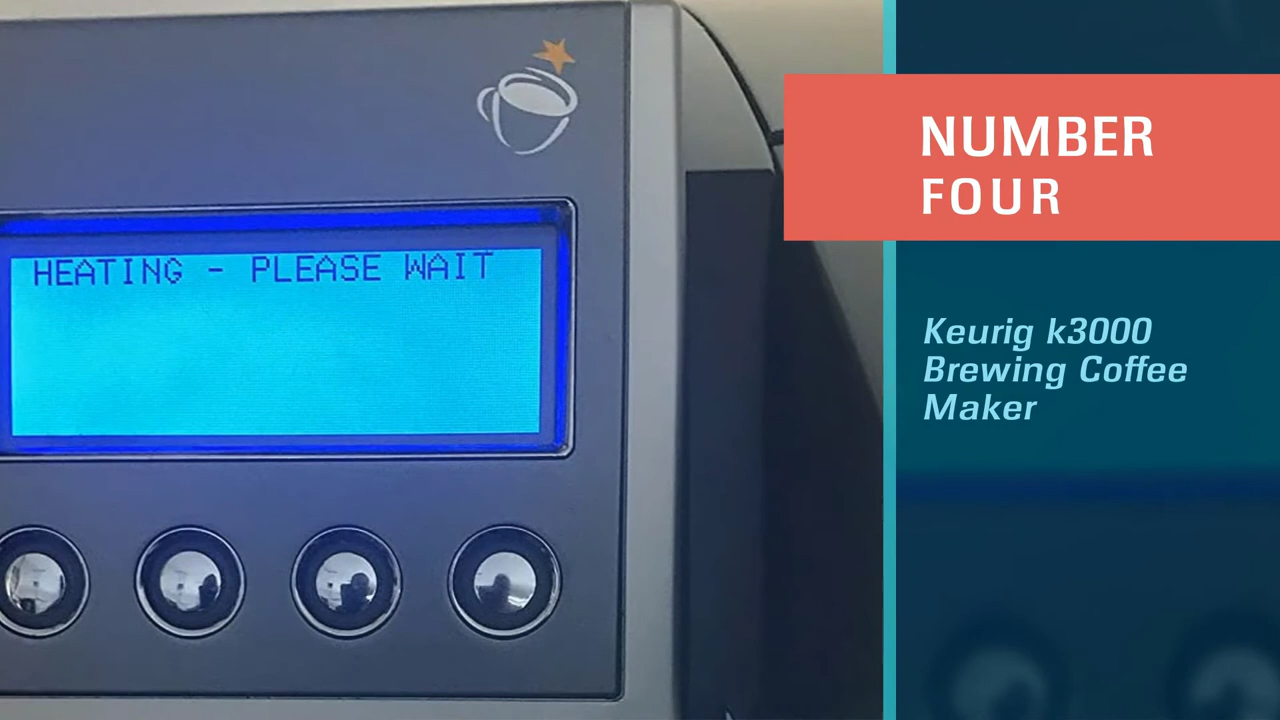 HEATING - PLEASE WAIT
NUMBER
FOUR
Keurig k3000
Brewing Coffee
Maker